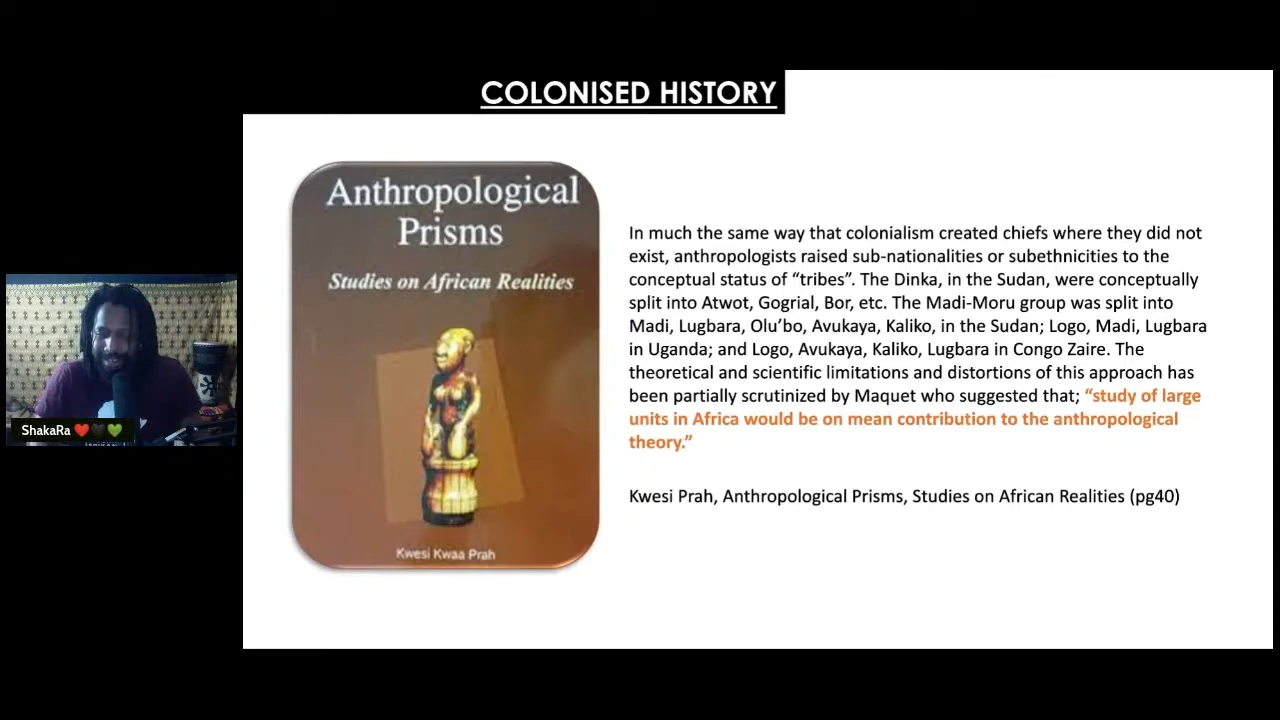 COLONISED HISTORY
Anthropological
Prisms
Studies on African Realities
Kwesi Kwaa Prah
In much the same way that colonialism created chiefs where they did not
exist, anthropologists raised sub-nationalities or subethnicities to the
conceptual status of “tribes”. The Dinka, in the Sudan, were conceptually
split into Atwot, Gogrial, Bor, etc. The Madi-Moru group was split into
Madi, Lugbara, Olu’bo, Avukaya, Kaliko, in the Sudan; Logo, Madi, Lugbara
in Uganda; and Logo, Avukaya, Kaliko, Lugbara in Congo Zaire. The
theoretical and scientific limitations and distortions of this approach has
been partially scrutinized by Maquet who suggested that; “study of large
units in Africa would be on mean contribution to the anthropological
theory.”
Kwesi Prah, Anthropological Prisms, Studies on African Realities (pg40)
ShakaRa ❤️🖤💚